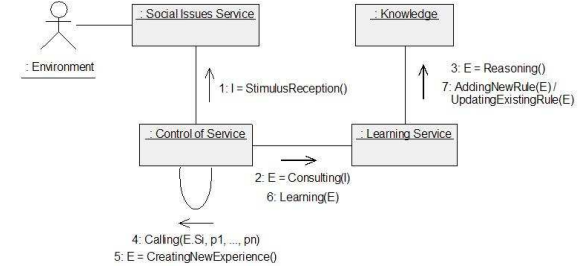 : Social Issues Service
: Knowledge
: Environment
1: I = StimulusReception()
3: E = Reasoning()
7: AddingNewRule(E) /
UpdatingExistingRule(E)
: Control of Service
: Learning Service
2: E = Consulting(I)
6: Learning(E)
4: Calling(E.Si, p1, ..., pn)
5: E = CreatingNewExperience()